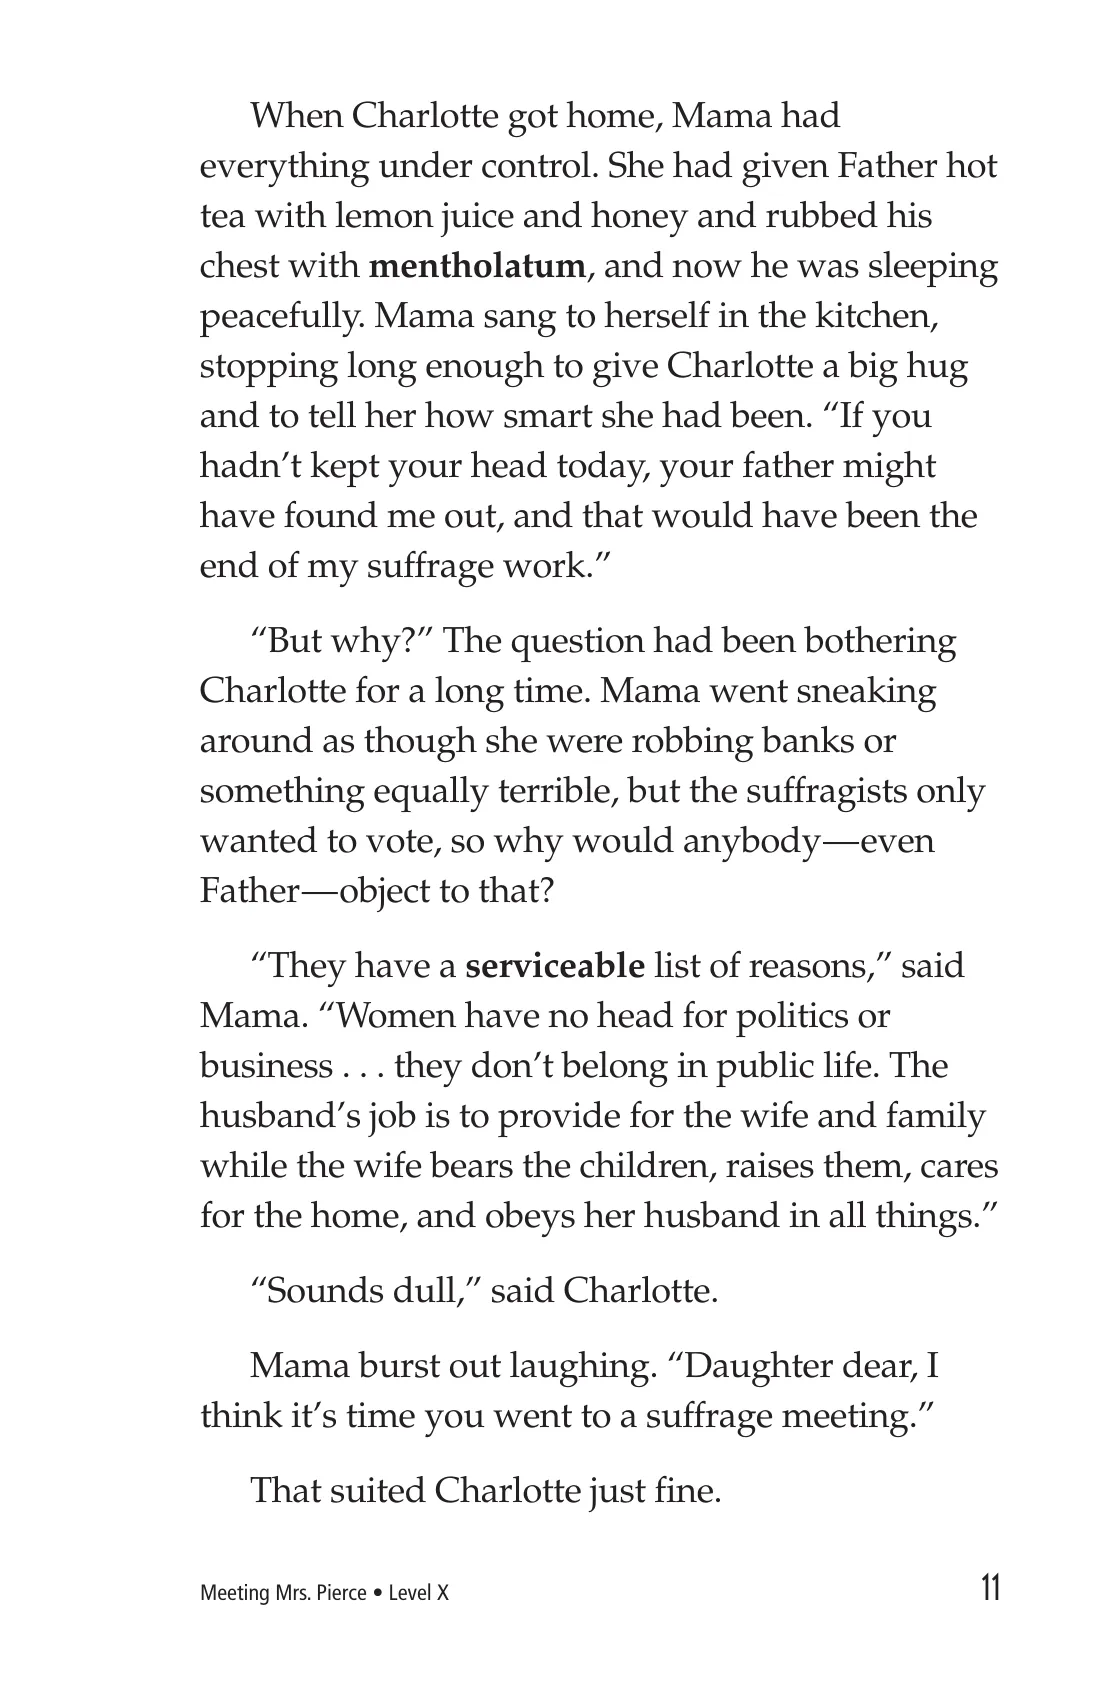 When Charlotte got home, Mama had
everything under control. She had given Father hot
tea with lemon juice and honey and rubbed his
chest with mentholatum, and now he was sleeping
peacefully. Mama sang to herself in the kitchen,
stopping long enough to give Charlotte a big hug
and to tell her how smart she had been. “If you
hadn’t kept your head today, your father might
have found me out, and that would have been the
end of my suffrage work.”
“But why?” The question had been bothering
Charlotte for a long time. Mama went sneaking
around as though she were robbing banks or
something equally terrible, but the suffragists only
wanted to vote, so why would anybody—even
Father—object to that?
“They have a serviceable list of reasons,” said
Mama. “Women have no head for politics or
business . . . they don’t belong in public life. The
husband’s job is to provide for the wife and family
while the wife bears the children, raises them, cares
for the home, and obeys her husband in all things.”
“Sounds dull,” said Charlotte.
Mama burst out laughing. “Daughter dear, I
think it’s time you went to a suffrage meeting.”
That suited Charlotte just fine.
Meeting Mrs. Pierce • Level X 11